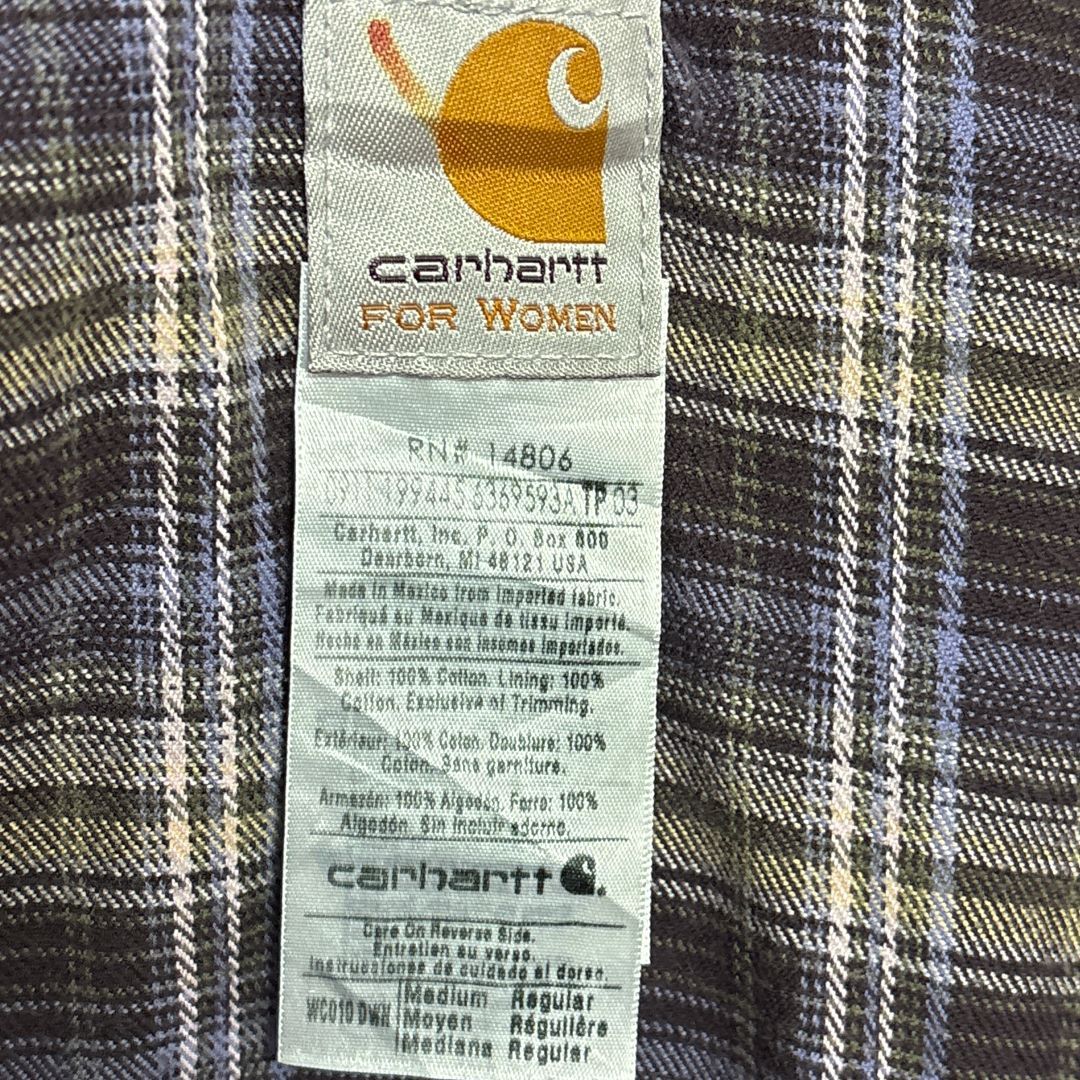 carhartt
FOR WOMEN
RN# 14806
6369593A TP 03
Carhartt, Inc. P. O. Box 600
Dearborn, MI 48121 USA
Made in Mexico from imported fabric.
Fabriqué au Mexique de tissu importé.
Hecho en México con insumos importados.
Shell: 100% Cotton. Lining: 100%
Cotton. Exclusive of Trimming.
Extérieur: 100% Coton. Doublure: 100%
Coton. Sans garniture.
Armazón: 100% Algodón. Forro: 100%
Algodón. Sin incluir adorno.
carhartt
Care On Reverse Side.
Entretien au verso.
Instrucciones de cuidado al dorso.
WC010 DWN Medium Regular
Moyen Régulière
Mediana Regular